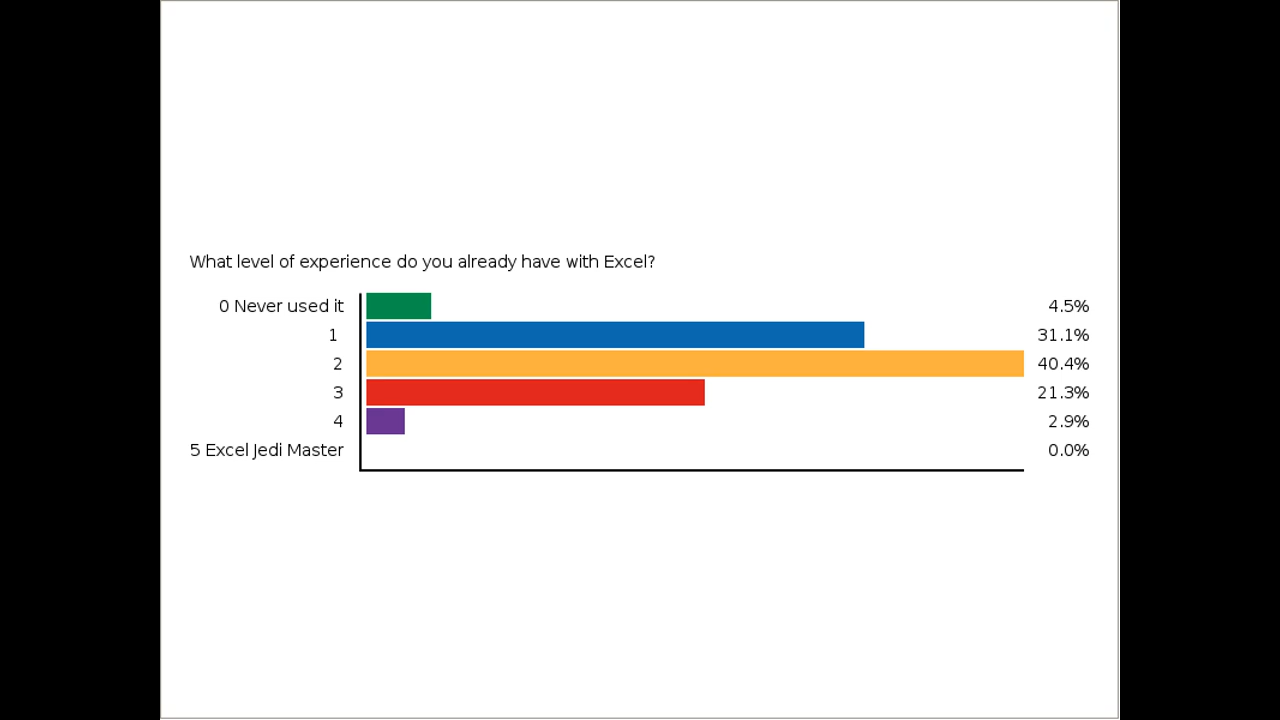 What level of experience do you already have with Excel?
0 Never used it 4.5%
1 31.1%
2 40.4%
3 21.3%
4 2.9%
5 Excel Jedi Master 0.0%